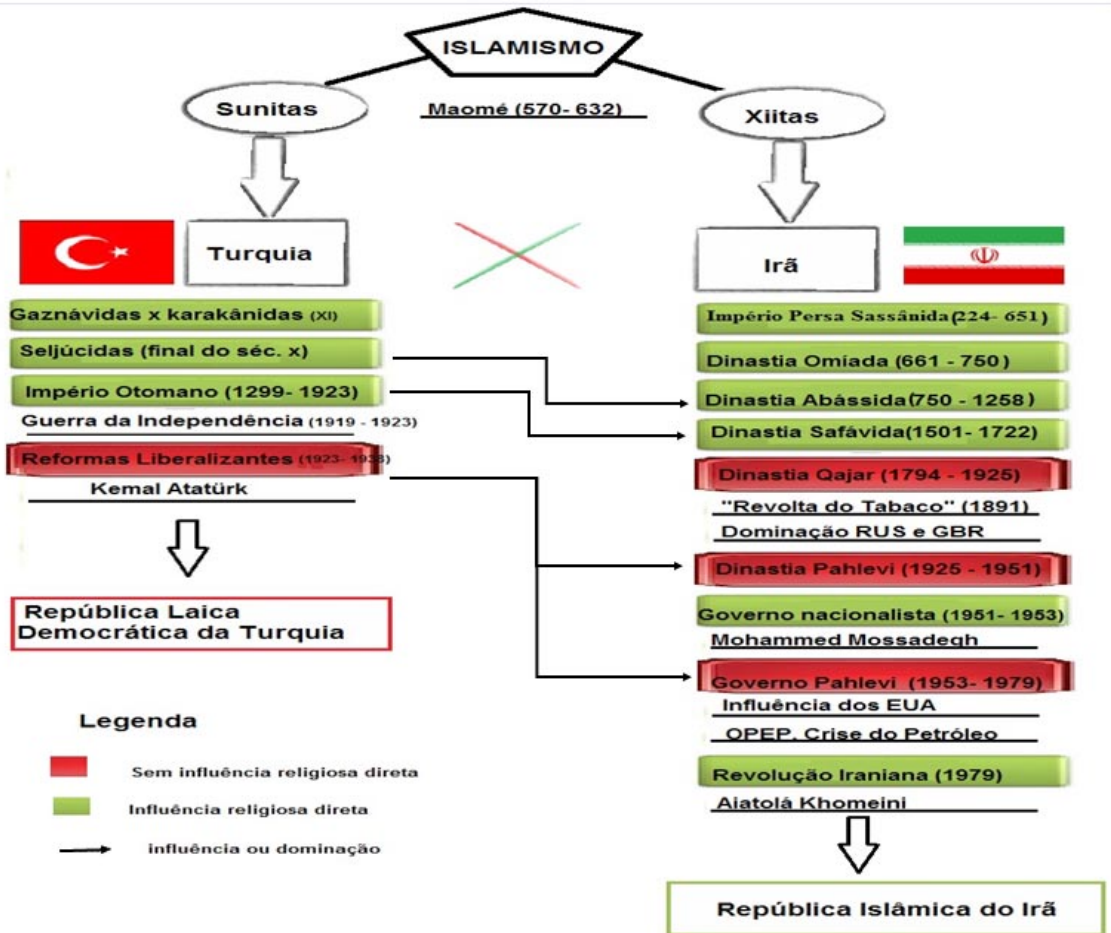 ISLAMISMO
Sunitas
Maomé (570- 632)
Xiitas
Turquia
Irã
Gaznávidas x karakânidas (XI)
Seljúcidas (final do séc. x)
Império Otomano (1299- 1923)
Guerra da Independência (1919 - 1923)
Reformas Liberalizantes (1923- 1938)
Kemal Atatürk
República Laica
Democrática da Turquia
Império Persa Sassânida(224- 651)
Dinastia Omíada (661 - 750)
Dinastia Abássida(750 - 1258)
Dinastia Safávida(1501- 1722)
Dinastia Qajar (1794 - 1925)
"Revolta do Tabaco" (1891)
Dominação RUS e GBR
Dinastia Pahlevi (1925 - 1951)
Governo nacionalista (1951- 1953)
Mohammed Mossadegh
Governo Pahlevi (1953- 1979)
Influência dos EUA
OPEP. Crise do Petróleo
Revolução Iraniana (1979)
Aiatolá Khomeini
República Islâmica do Irã
Legenda
Sem influência religiosa direta
Influência religiosa direta
influência ou dominação